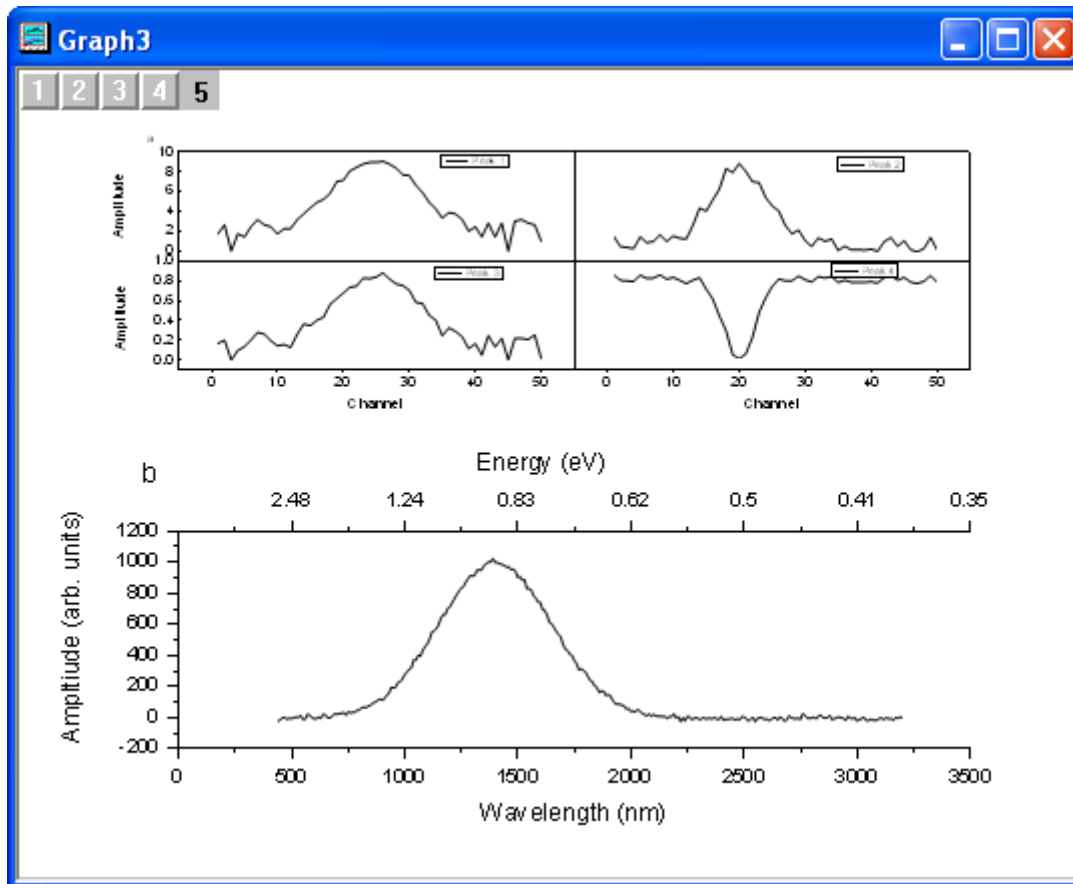 Graph3
1 2 3 4 5
a
10
8
6
4
2
0
Amplitude
Peak 1
Peak 2
1.0
0.8
0.6
0.4
0.2
0.0
Amplitude
Peak 3
Peak 4
0 10 20 30 40 50
0 10 20 30 40 50
Channel
Channel
b
Energy (eV)
2.48 1.24 0.83 0.62 0.5 0.41 0.35
1200
1000
800
600
400
200
0
-200
Ampltiude (arb. units)
0 500 1000 1500 2000 2500 3000 3500
Wavelength (nm)